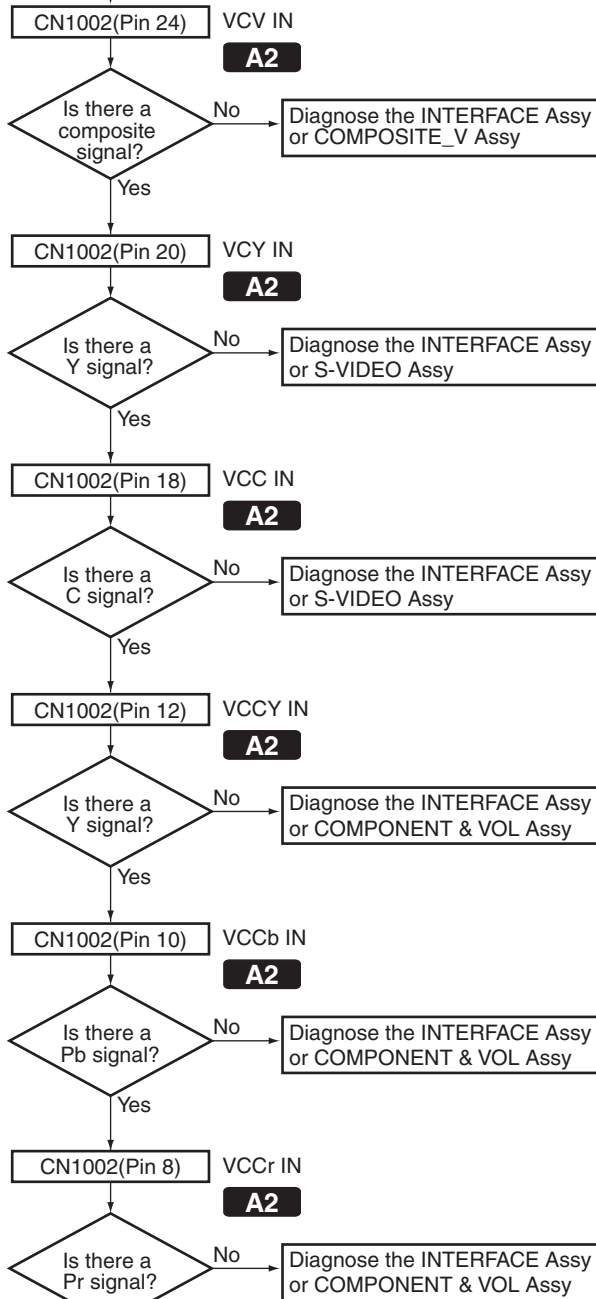 CN1002(Pin 24)
VCV IN
A2
Is there a
composite
signal?
No
Diagnose the INTERFACE Assy
or COMPOSITE_V Assy
Yes
CN1002(Pin 20)
VCY IN
A2
Is there a
Y signal?
No
Diagnose the INTERFACE Assy
or S-VIDEO Assy
Yes
CN1002(Pin 18)
VCC IN
A2
Is there a
C signal?
No
Diagnose the INTERFACE Assy
or S-VIDEO Assy
Yes
CN1002(Pin 12)
VCCY IN
A2
Is there a
Y signal?
No
Diagnose the INTERFACE Assy
or COMPONENT & VOL Assy
Yes
CN1002(Pin 10)
VCCb IN
A2
Is there a
Pb signal?
No
Diagnose the INTERFACE Assy
or COMPONENT & VOL Assy
Yes
CN1002(Pin 8)
VCCr IN
A2
Is there a
Pr signal?
No
Diagnose the INTERFACE Assy
or COMPONENT & VOL Assy